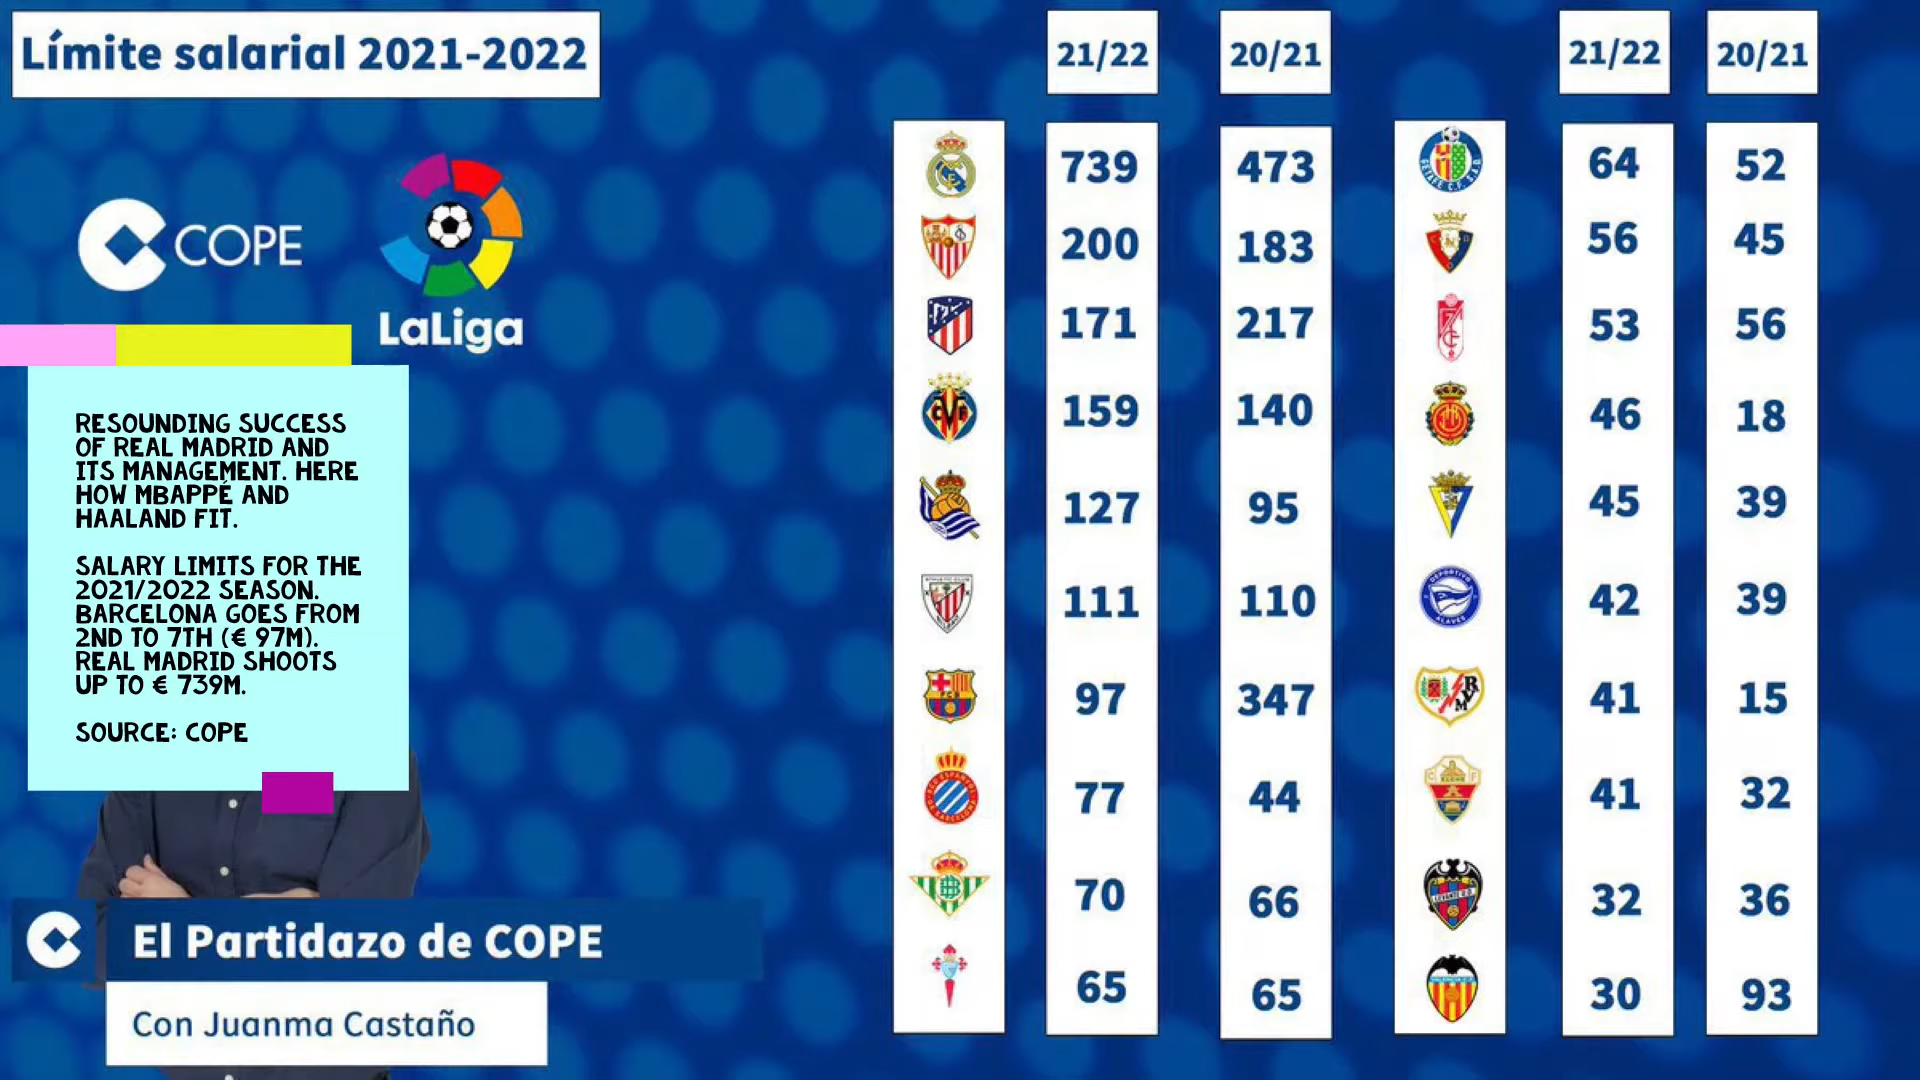 Límite salarial 2021-2022
21/22 20/21 21/22 20/21
COPE
LaLiga
RESOUNDING SUCCESS
OF REAL MADRID AND
ITS MANAGEMENT. HERE
HOW MBAPPÉ AND
HAALAND FIT.
SALARY LIMITS FOR THE
2021/2022 SEASON.
BARCELONA GOES FROM
2ND TO 7TH (€ 97M).
REAL MADRID SHOOTS
UP TO € 739M.
SOURCE: COPE
El Partidazo de COPE
Con Juanma Castaño
739 473 64 52
200 183 56 45
171 217 53 56
159 140 46 18
127 95 45 39
111 110 42 39
97 347 41 15
77 44 41 32
70 66 32 36
65 65 30 93